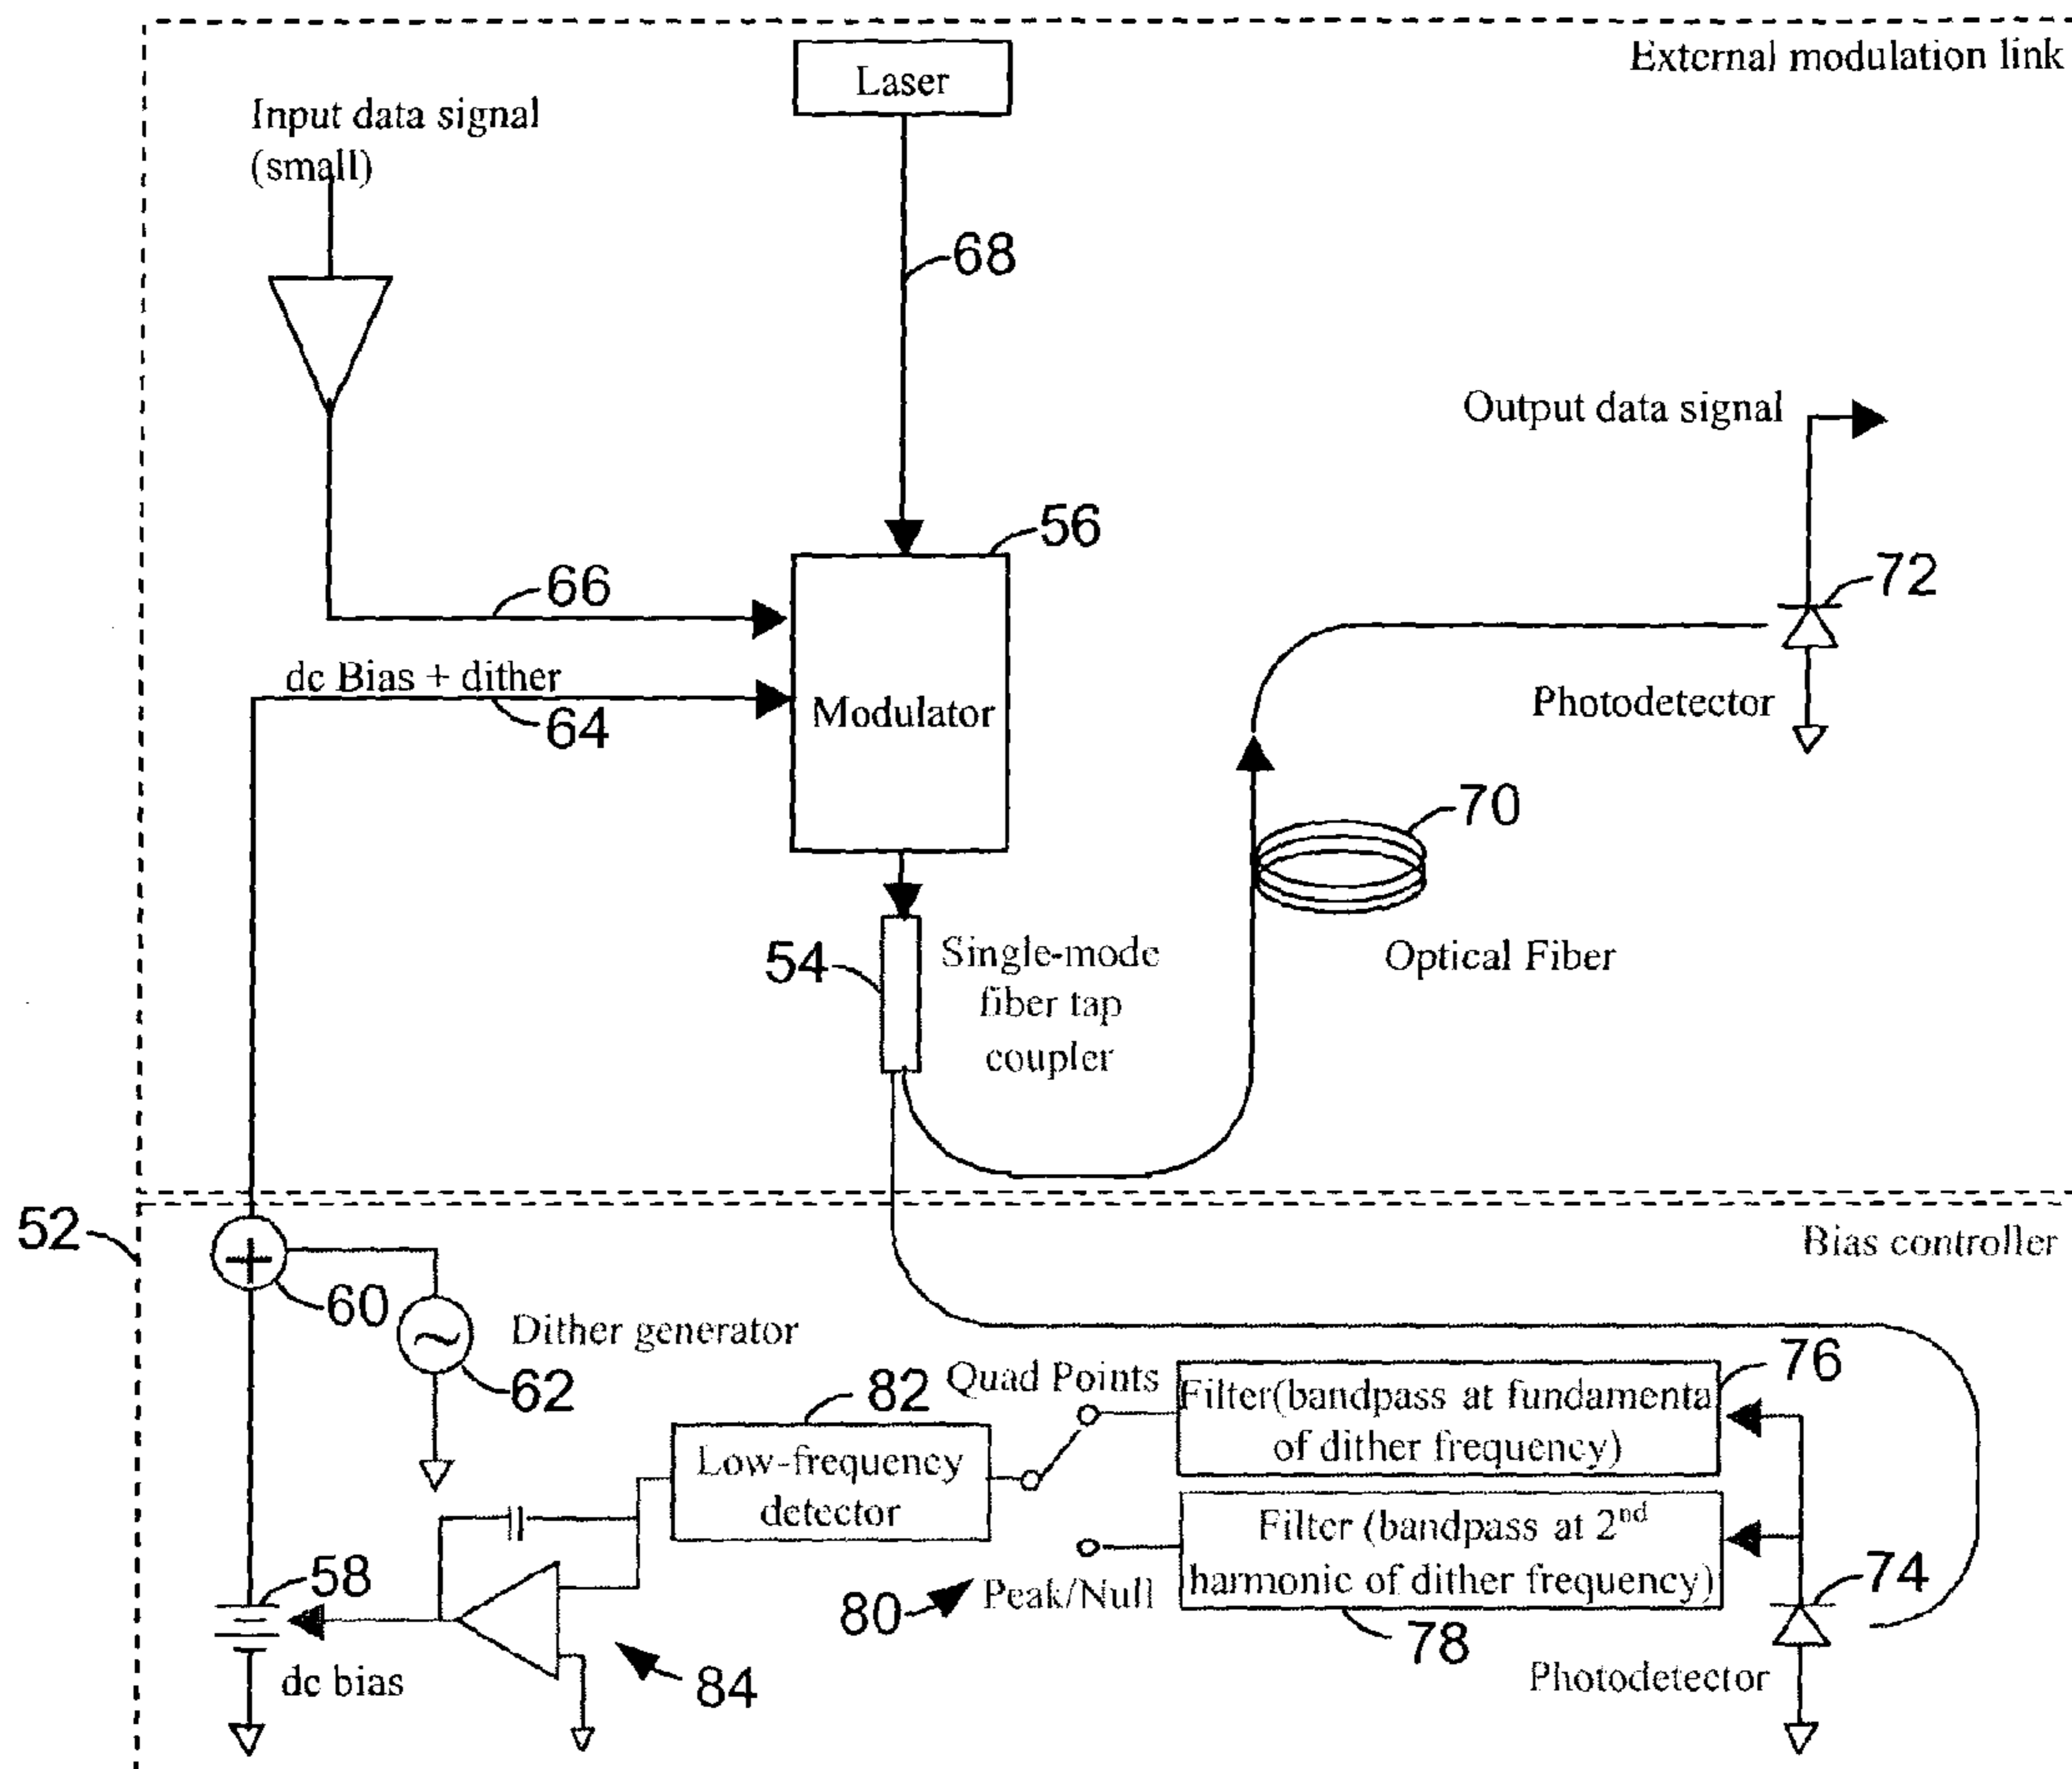 External modulation link
Laser
Input data signal
(small)
68
Output data signal
56
72
66
dc Bias + dither
64
Modulator
Photodetector
70
54
Single-mode
fiber tap
coupler
Optical Fiber
52
Bias controller
60
Dither generator
62
82
Quad Points
76
Filter(bandpass at fundamenta
of dither frequency)
Low-frequency
detector
Filter (bandpass at 2nd
harmonic of dither frequency)
58
80
Peak/Null
74
78
dc bias
84
Photodetector